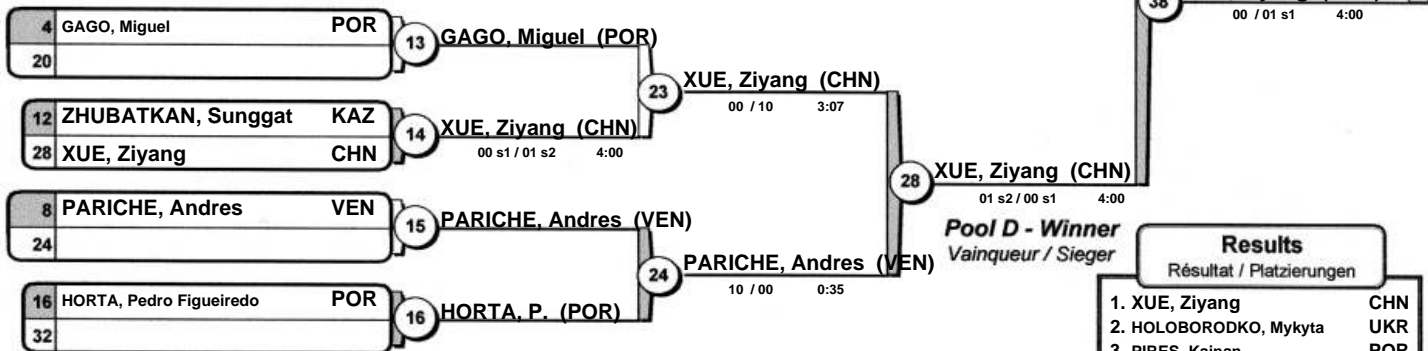 38
00 / 01 s1 4:00
4 GAGO, Miguel POR
20
13 GAGO, Miguel (POR)
12 ZHUBATKAN, Sunggat KAZ
28 XUE, Ziyang CHN
14 XUE, Ziyang (CHN)
00 s1 / 01 s2 4:00
23 XUE, Ziyang (CHN)
00 / 10 3:07
8 PARICHE, Andres VEN
24
15 PARICHE, Andres (VEN)
16 HORTA, Pedro Figueiredo POR
32
16 HORTA, P. (POR)
24 PARICHE, Andres (VEN)
10 / 00 0:35
28 XUE, Ziyang (CHN)
01 s2 / 00 s1 4:00
Pool D - Winner
Vainqueur / Sieger
Results
Résultat / Platzierungen
1. XUE, Ziyang CHN
2. HOLOBORODKO, Mykyta UKR
3. PIRES, Kainan POR